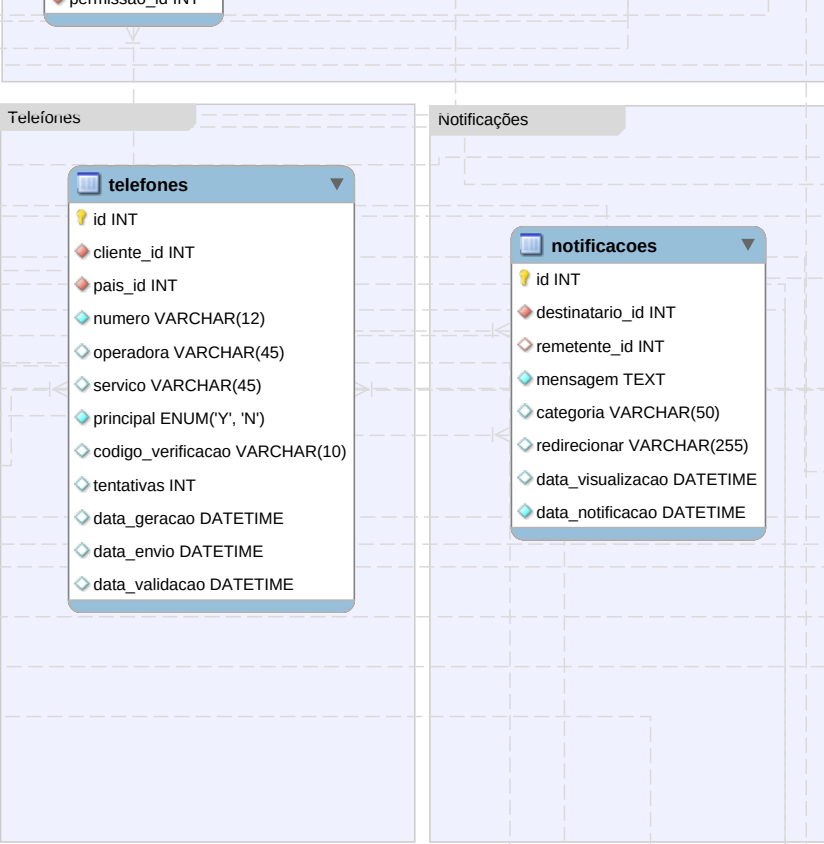 permissao_id INT
Telefones
telefones
id INT
cliente_id INT
pais_id INT
numero VARCHAR(12)
operadora VARCHAR(45)
servico VARCHAR(45)
principal ENUM('Y', 'N')
codigo_verificacao VARCHAR(10)
tentativas INT
data_geracao DATETIME
data_envio DATETIME
data_validacao DATETIME
Notificações
notificacoes
id INT
destinatario_id INT
remetente_id INT
mensagem TEXT
categoria VARCHAR(50)
redirecionar VARCHAR(255)
data_visualizacao DATETIME
data_notificacao DATETIME